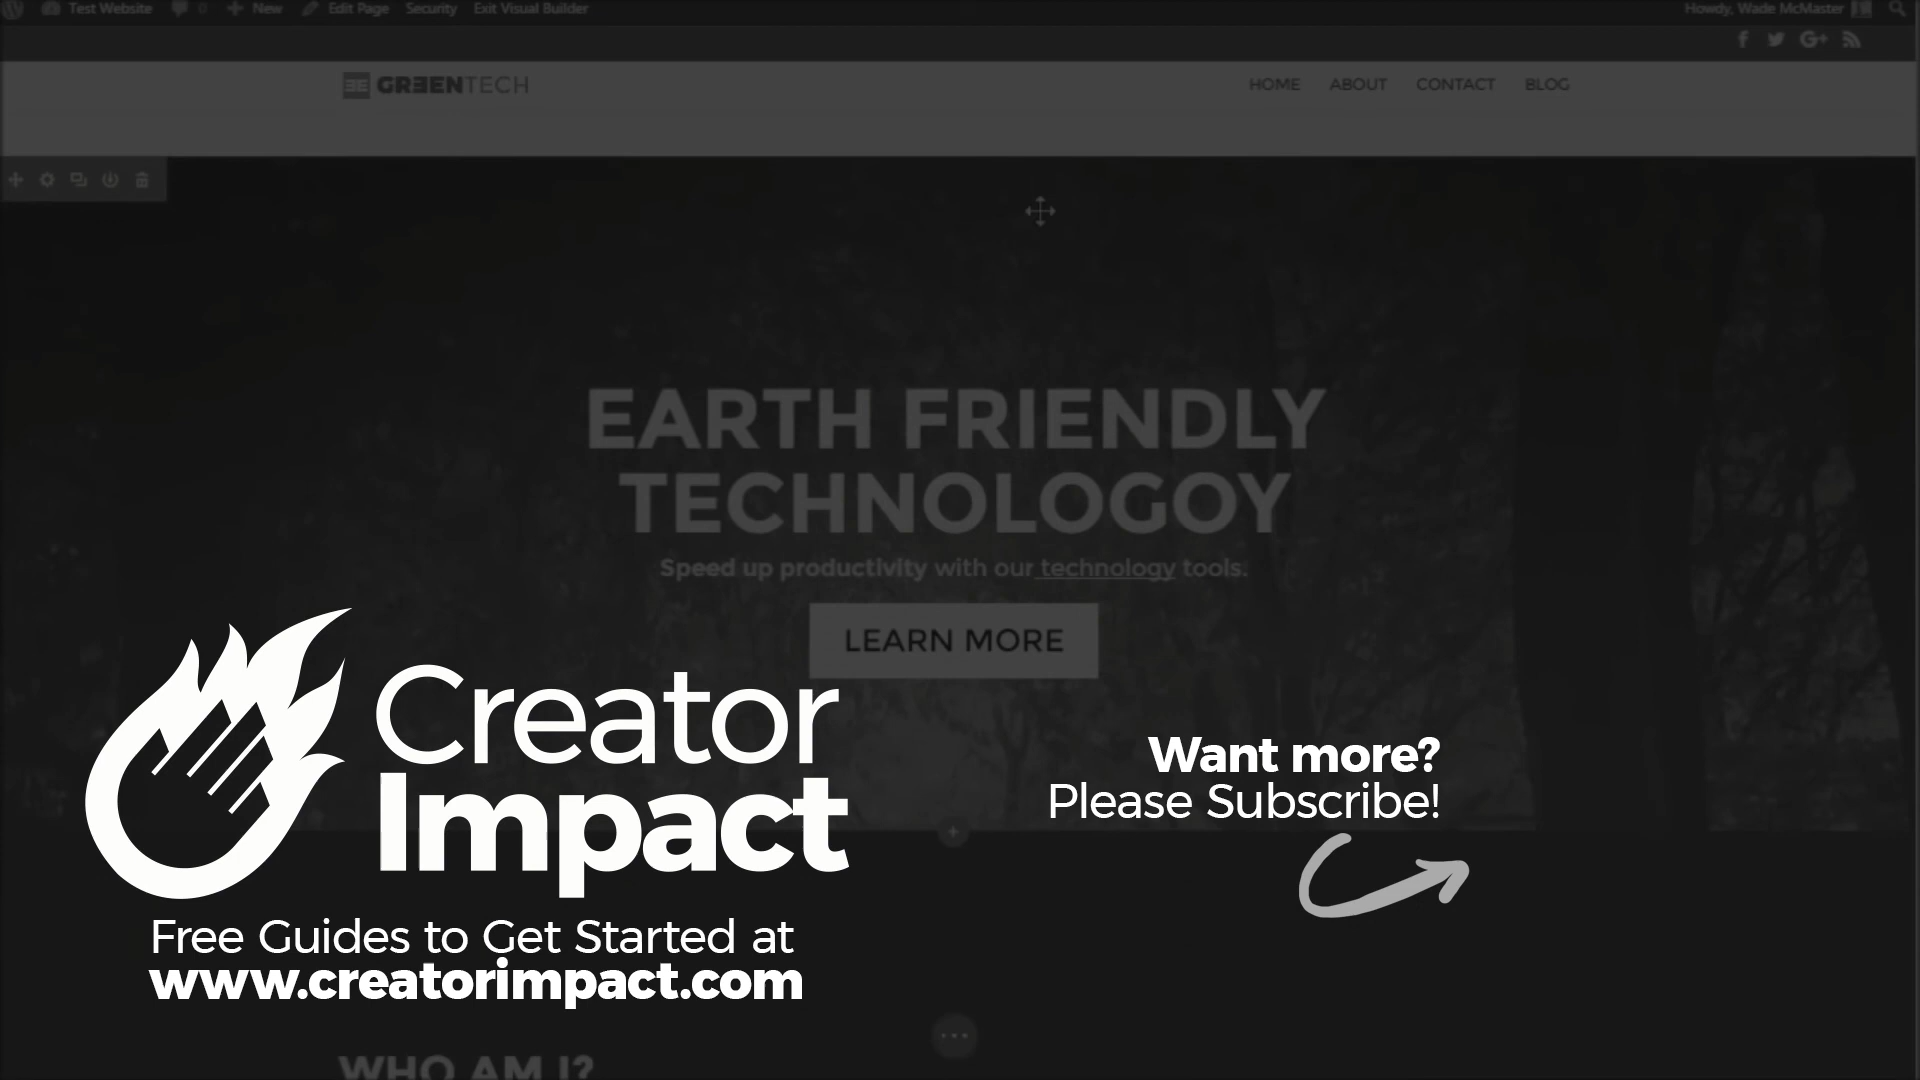 Test Website 0 New Edit Page Security Exit Visual Builder Howdy, Wade McMaster
GREENTECH HOME ABOUT CONTACT BLOG
EARTH FRIENDLY
TECHNOLOGOY
Speed up productivity with our technology tools.
LEARN MORE
Creator
Impact
Free Guides to Get Started at
www.creatorimpact.com
Want more?
Please Subscribe!
WHO AM I?